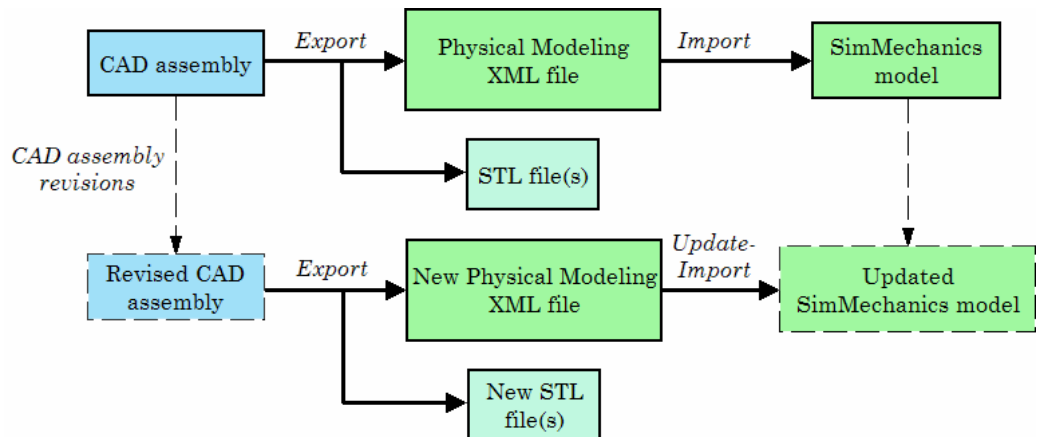 Export
Import
CAD assembly
Physical Modeling
XML file
SimMechanics
model
CAD assembly
revisions
STL file(s)
Revised CAD
assembly
Export
New Physical Modeling
XML file
Update-
Import
Updated
SimMechanics model
New STL
file(s)